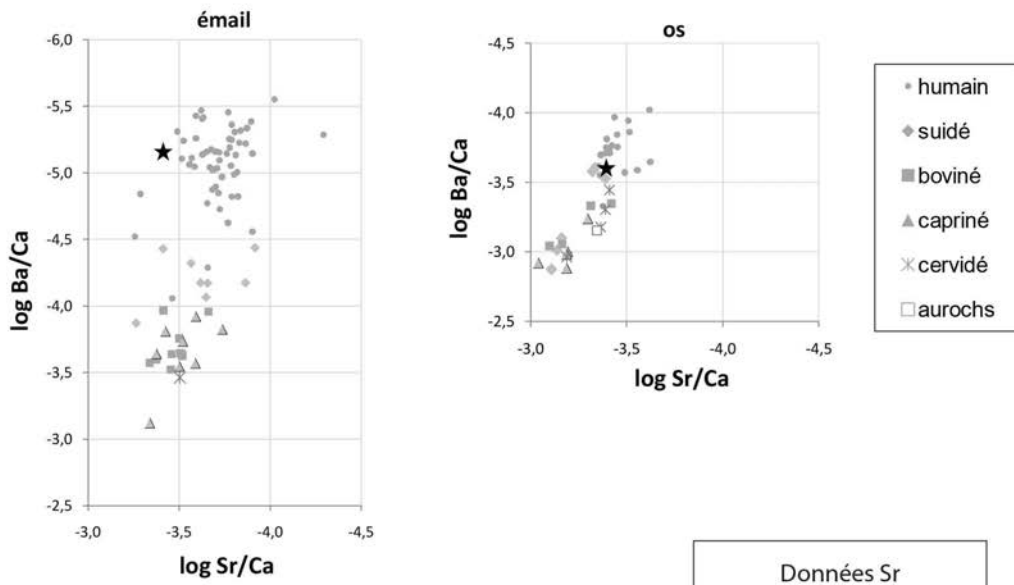 émail
-6,0
-5,5
-5,0
-4,5
-4,0
-3,5
-3,0
-2,5
log Ba/Ca
-3,0 -3,5 -4,0 -4,5
log Sr/Ca
os
-4,5
-4,0
-3,5
-3,0
-2,5
log Ba/Ca
-3,0 -3,5 -4,0 -4,5
log Sr/Ca
humain
suidé
boviné
capriné
cervidé
aurochs
Données Sr